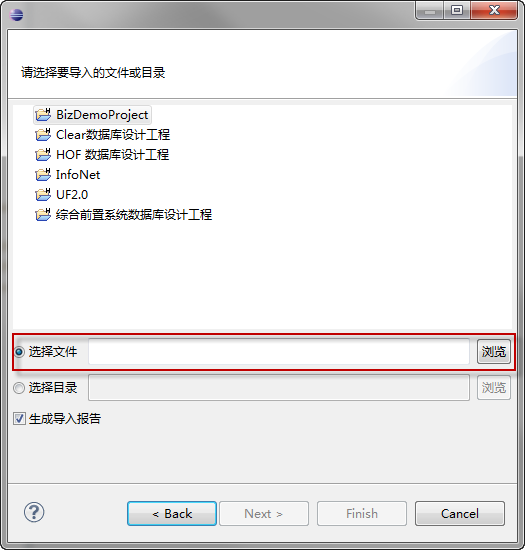 请选择要导入的文件或目录
BizDemoProject
Clear数据库设计工程
HOF 数据库设计工程
InfoNet
UF2.0
综合前置系统数据库设计工程
选择文件 浏览
选择目录 浏览
生成导入报告
? < Back Next > Finish Cancel